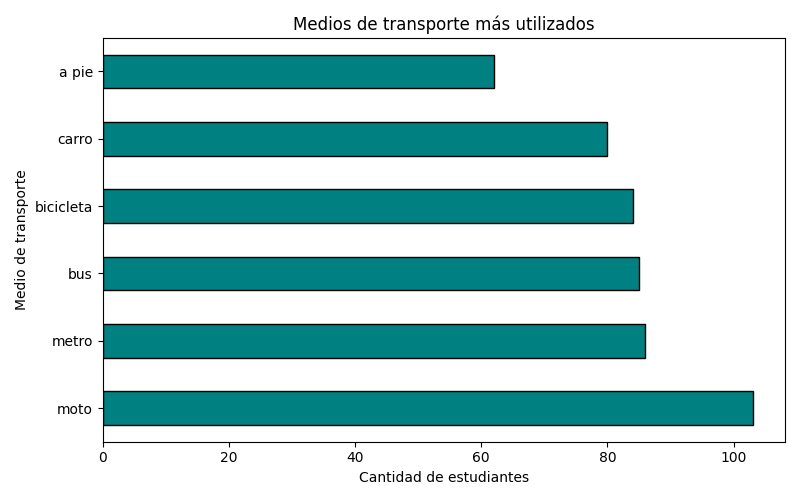 Medios de transporte más utilizados
Medio de transporte
a pie
carro
bicicleta
bus
metro
moto
0 20 40 60 80 100
Cantidad de estudiantes